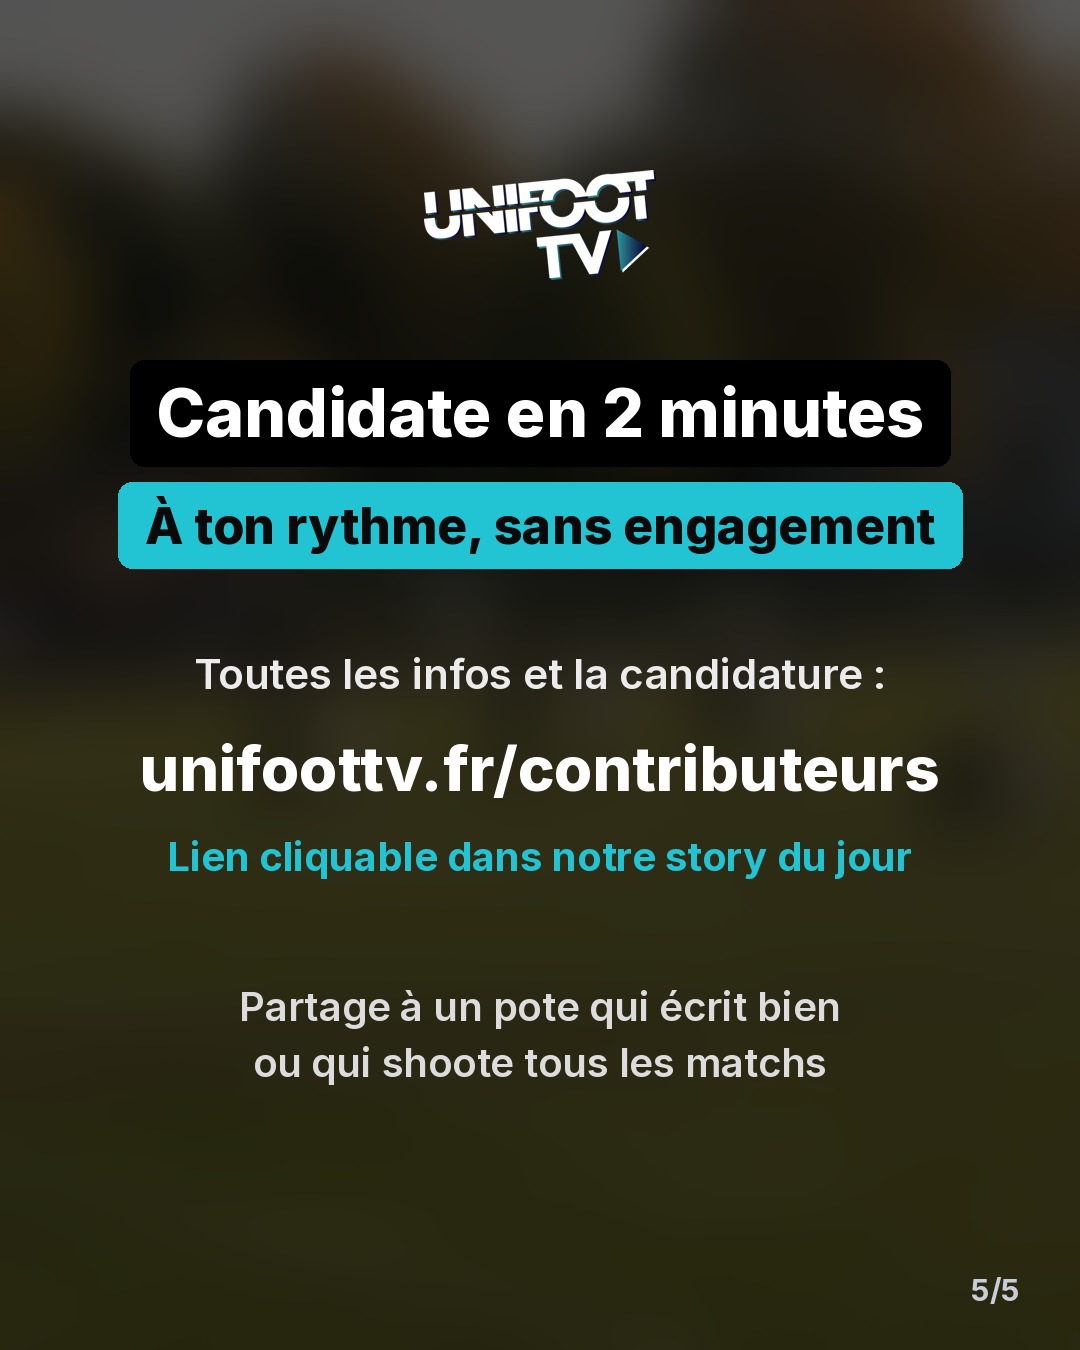 UNIFOOT
TV
Candidate en 2 minutes
À ton rythme, sans engagement
Toutes les infos et la candidature :
unifoottv.fr/contributeurs
Lien cliquable dans notre story du jour
Partage à un pote qui écrit bien
ou qui shoote tous les matchs
5/5